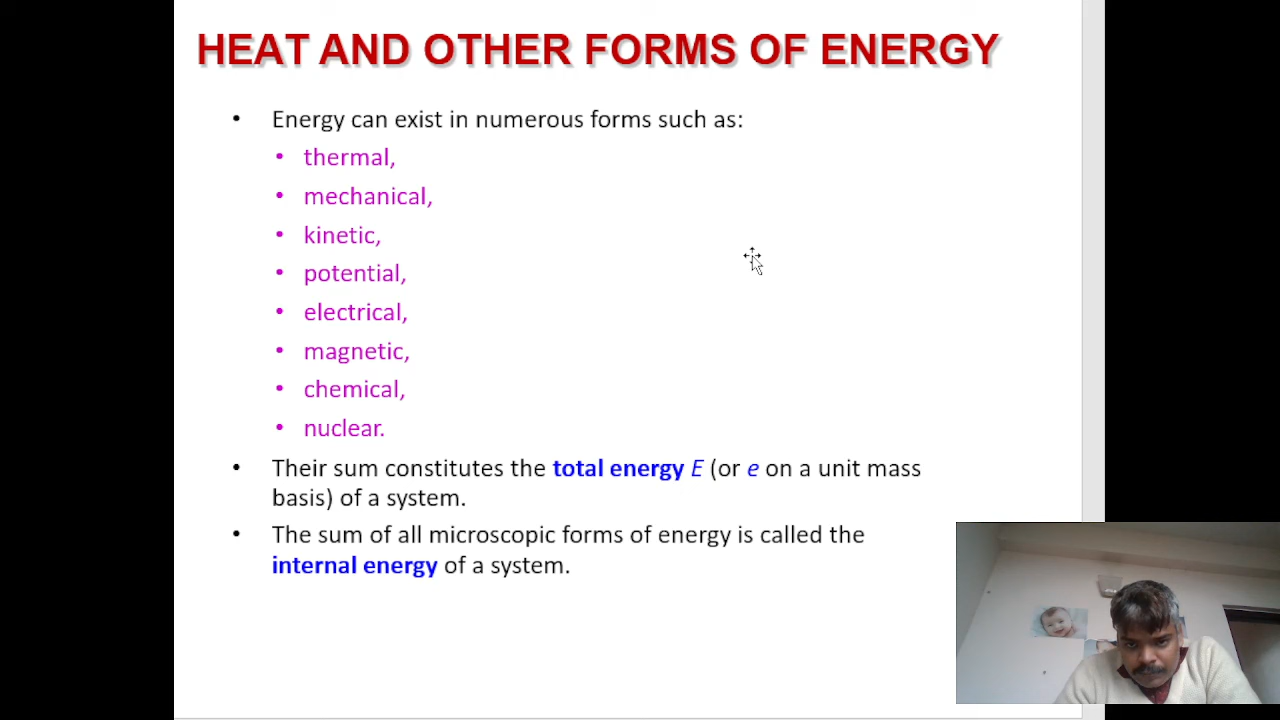 HEAT AND OTHER FORMS OF ENERGY
• Energy can exist in numerous forms such as:
• thermal,
• mechanical,
• kinetic,
• potential,
• electrical,
• magnetic,
• chemical,
• nuclear.
• Their sum constitutes the total energy E (or e on a unit mass
basis) of a system.
• The sum of all microscopic forms of energy is called the
internal energy of a system.